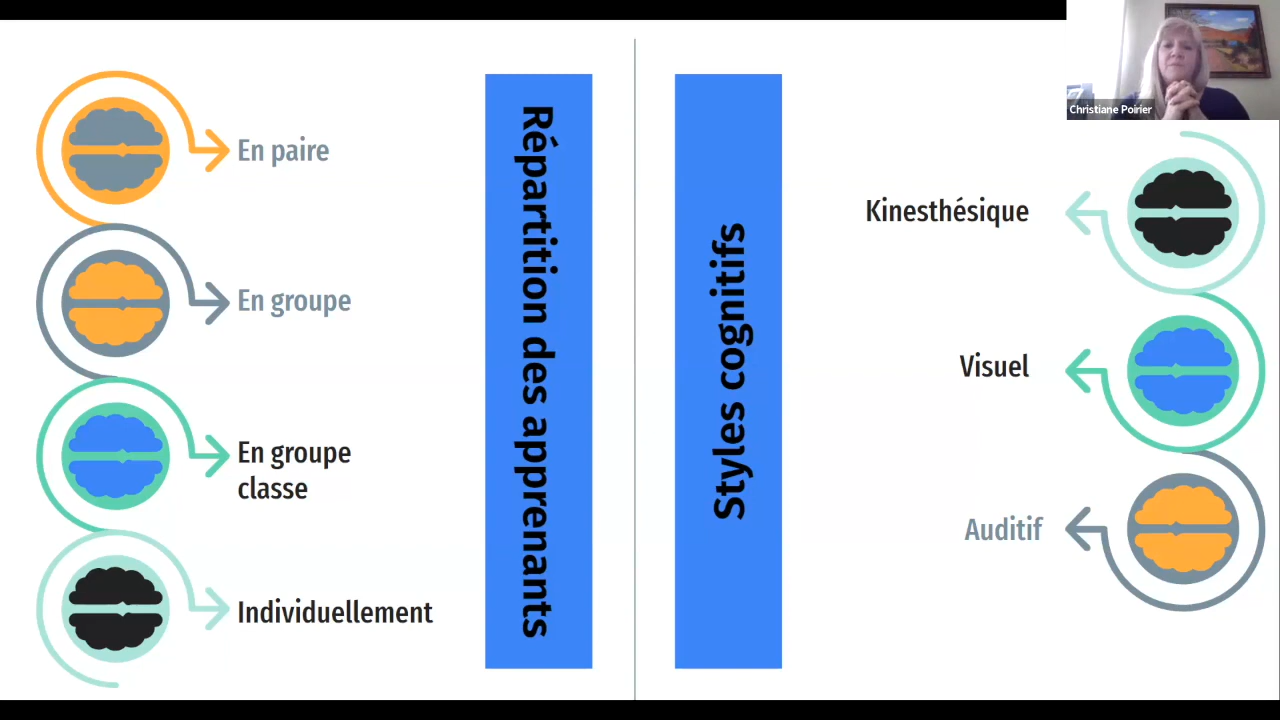 En paire
En groupe
En groupe
classe
Individuellement
Répartition des apprenants
Styles cognitifs
Christiane Poirier
Kinesthésique
Visuel
Auditif